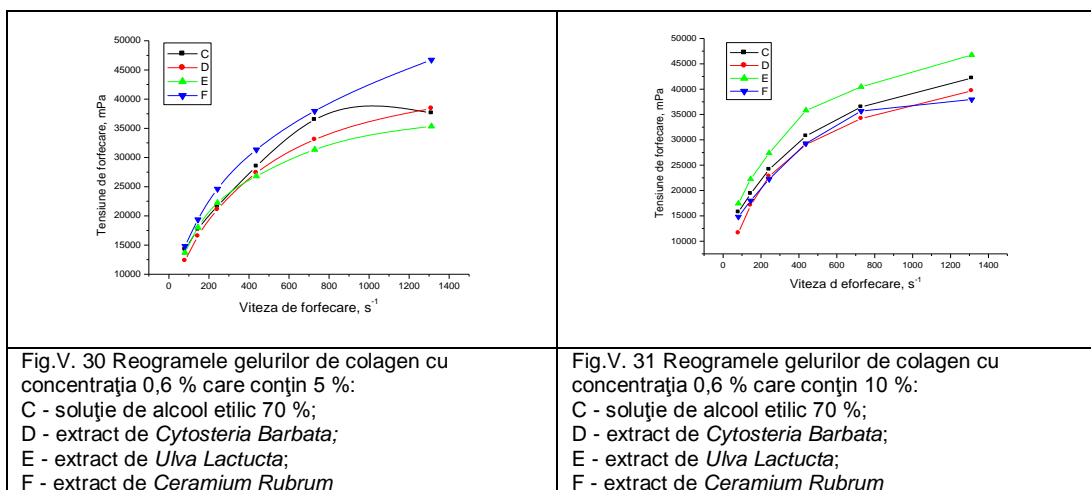 50000
45000
40000
35000
30000
25000
20000
15000
10000
Tensiune de forfecare, mPa
C
D
E
F
0 200 400 600 800 1000 1200 1400
Viteza de forfecare, s-1
50000
45000
40000
35000
30000
25000
20000
15000
10000
Tensiune de forfecare, mPa
C
D
E
F
0 200 400 600 800 1000 1200 1400
Viteza d eforfecare, s-1
Fig.V. 30 Reogramele gelurilor de colagen cu
concentraţia 0,6 % care conţin 5 %:
C - soluţie de alcool etilic 70 %;
D - extract de Cytosteria Barbata;
E - extract de Ulva Lactucta;
F - extract de Ceramium Rubrum
Fig.V. 31 Reogramele gelurilor de colagen cu
concentraţia 0,6 % care conţin 10 %:
C - soluţie de alcool etilic 70 %;
D - extract de Cytosteria Barbata;
E - extract de Ulva Lactucta;
F - extract de Ceramium Rubrum